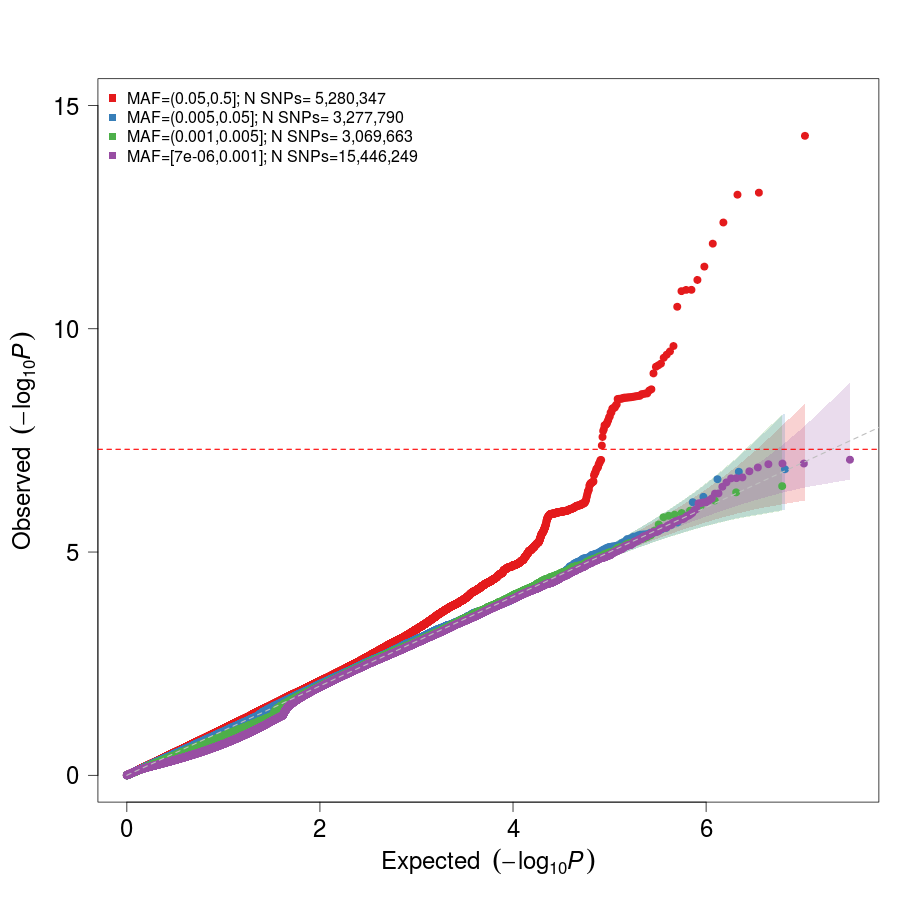 MAF=(0.05,0.5]; N SNPs= 5,280,347
MAF=(0.005,0.05]; N SNPs= 3,277,790
MAF=(0.001,0.005]; N SNPs= 3,069,663
MAF=[7e-06,0.001]; N SNPs=15,446,249
15
10
5
0
Observed (−log10P)
0 2 4 6
Expected (−log10P)